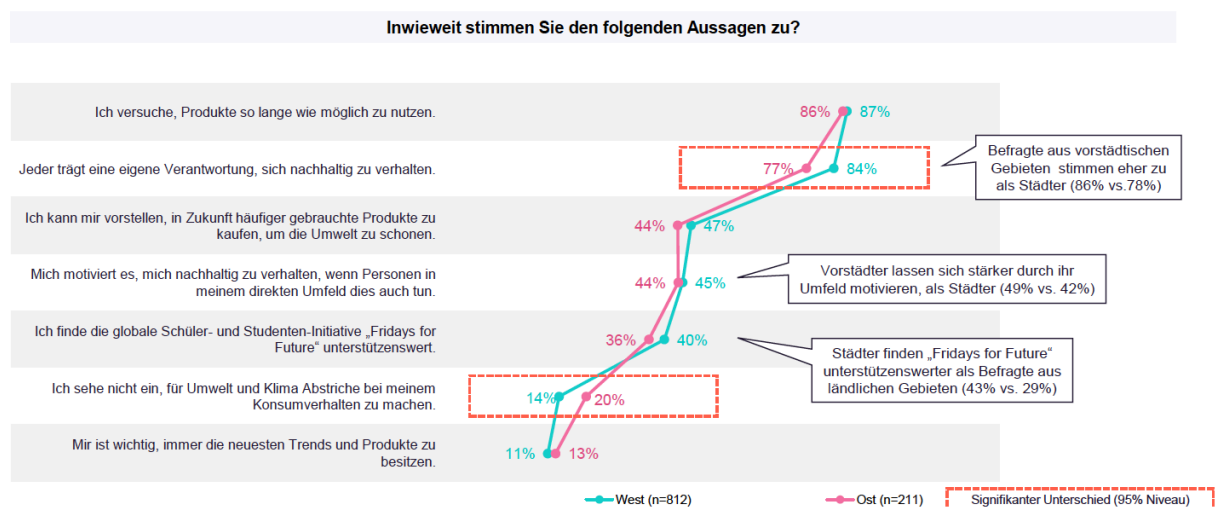 Inwieweit stimmen Sie den folgenden Aussagen zu?
Ich versuche, Produkte so lange wie möglich zu nutzen.
86%
87%
Jeder trägt eine eigene Verantwortung, sich nachhaltig zu verhalten.
77%
84%
Befragte aus vorstädtischen
Gebieten stimmen eher zu
als Städter (86% vs.78%)
Ich kann mir vorstellen, in Zukunft häufiger gebrauchte Produkte zu
kaufen, um die Umwelt zu schonen.
44%
47%
Mich motiviert es, mich nachhaltig zu verhalten, wenn Personen in
meinem direkten Umfeld dies auch tun.
44%
45%
Vorstädter lassen sich stärker durch ihr
Umfeld motivieren, als Städter (49% vs. 42%)
Ich finde die globale Schüler- und Studenten-Initiative „Fridays for
Future“ unterstützenswert.
36%
40%
Städter finden „Fridays for Future“
unterstützenswerter als Befragte aus
ländlichen Gebieten (43% vs. 29%)
Ich sehe nicht ein, für Umwelt und Klima Abstriche bei meinem
Konsumverhalten zu machen.
14%
20%
Mir ist wichtig, immer die neuesten Trends und Produkte zu
besitzen.
11%
13%
West (n=812)
Ost (n=211)
Signifikanter Unterschied (95% Niveau)